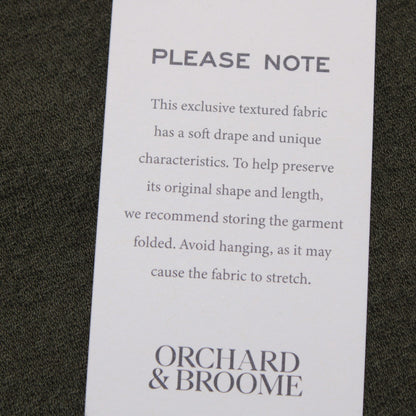 PLEASE NOTE
This exclusive textured fabric
has a soft drape and unique
characteristics. To help preserve
its original shape and length,
we recommend storing the garment
folded. Avoid hanging, as it may
cause the fabric to stretch.
ORCHARD
& BROOME